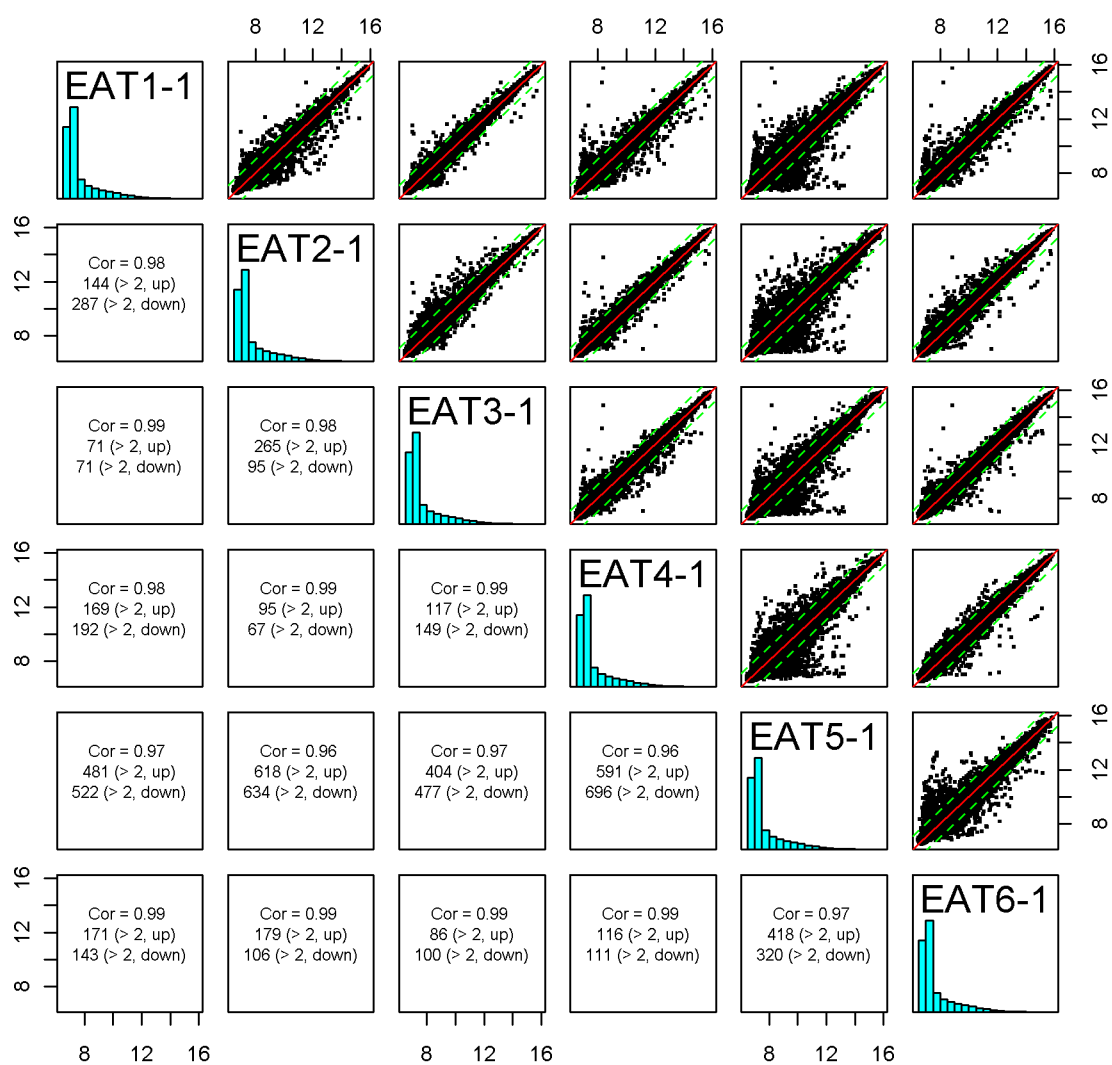 8 12 16 8 12 16 8 12 16
EAT1-1
16
12
8
16
12
8
Cor = 0.98
144 (> 2, up)
287 (> 2, down)
EAT2-1
Cor = 0.99
71 (> 2, up)
71 (> 2, down)
Cor = 0.98
265 (> 2, up)
95 (> 2, down)
EAT3-1
16
12
8
16
12
8
Cor = 0.98
169 (> 2, up)
192 (> 2, down)
Cor = 0.99
95 (> 2, up)
67 (> 2, down)
Cor = 0.99
117 (> 2, up)
149 (> 2, down)
EAT4-1
Cor = 0.97
481 (> 2, up)
522 (> 2, down)
Cor = 0.96
618 (> 2, up)
634 (> 2, down)
Cor = 0.97
404 (> 2, up)
477 (> 2, down)
Cor = 0.96
591 (> 2, up)
696 (> 2, down)
EAT5-1
16
12
8
16
12
8
Cor = 0.99
171 (> 2, up)
143 (> 2, down)
Cor = 0.99
179 (> 2, up)
106 (> 2, down)
Cor = 0.99
86 (> 2, up)
100 (> 2, down)
Cor = 0.99
116 (> 2, up)
111 (> 2, down)
Cor = 0.97
418 (> 2, up)
320 (> 2, down)
EAT6-1
8 12 16 8 12 16 8 12 16